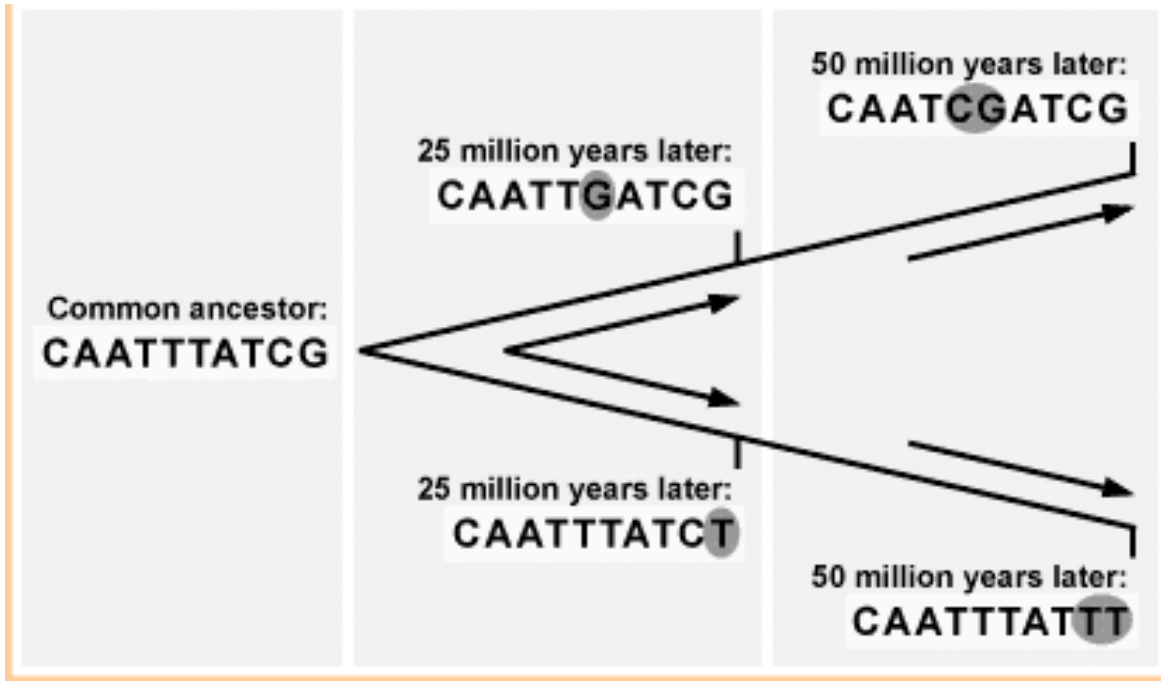 Common ancestor:
CAATTTATCG
25 million years later:
CAATTGATCG
25 million years later:
CAATTTATCT
50 million years later:
CAATCGATCG
50 million years later:
CAATTTATTT